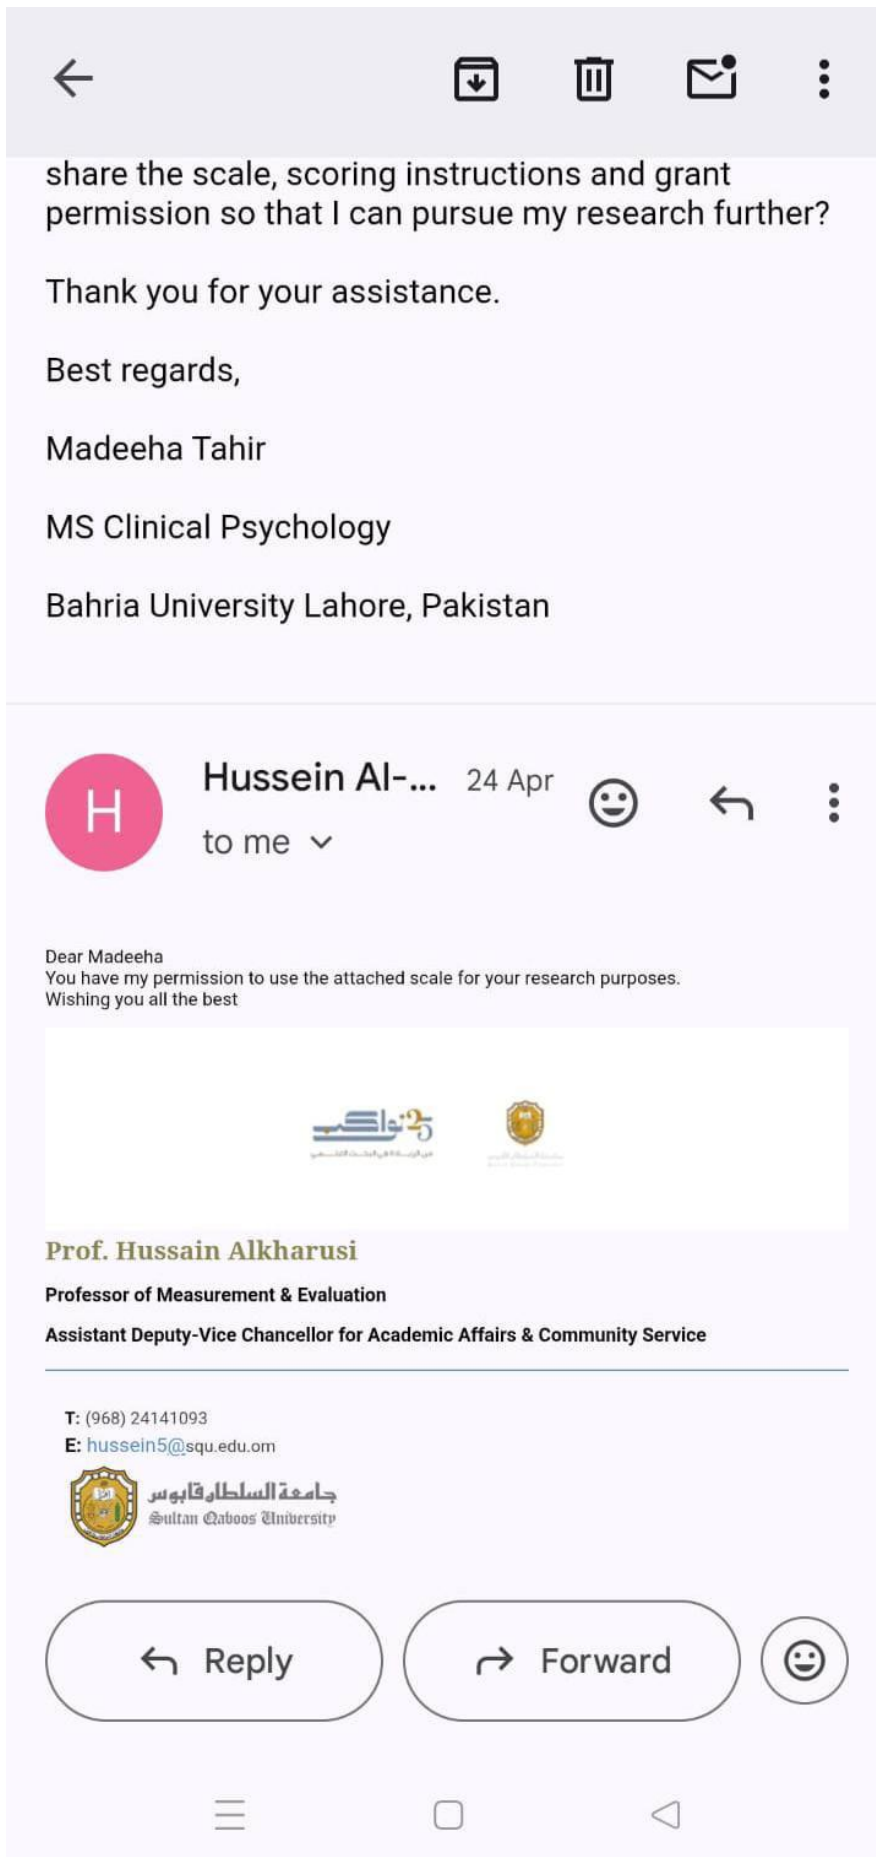 share the scale, scoring instructions and grant
permission so that I can pursue my research further?
Thank you for your assistance.
Best regards,
Madeeha Tahir
MS Clinical Psychology
Bahria University Lahore, Pakistan
H
Hussein Al-... 24 Apr
to me
Dear Madeeha
You have my permission to use the attached scale for your research purposes.
Wishing you all the best
نواكب 25
Prof. Hussain Alkharusi
Professor of Measurement & Evaluation
Assistant Deputy-Vice Chancellor for Academic Affairs & Community Service
T: (968) 24141093
E: hussein5@squ.edu.om
جامعة السلطان قابوس
Sultan Qaboos University
Reply
Forward